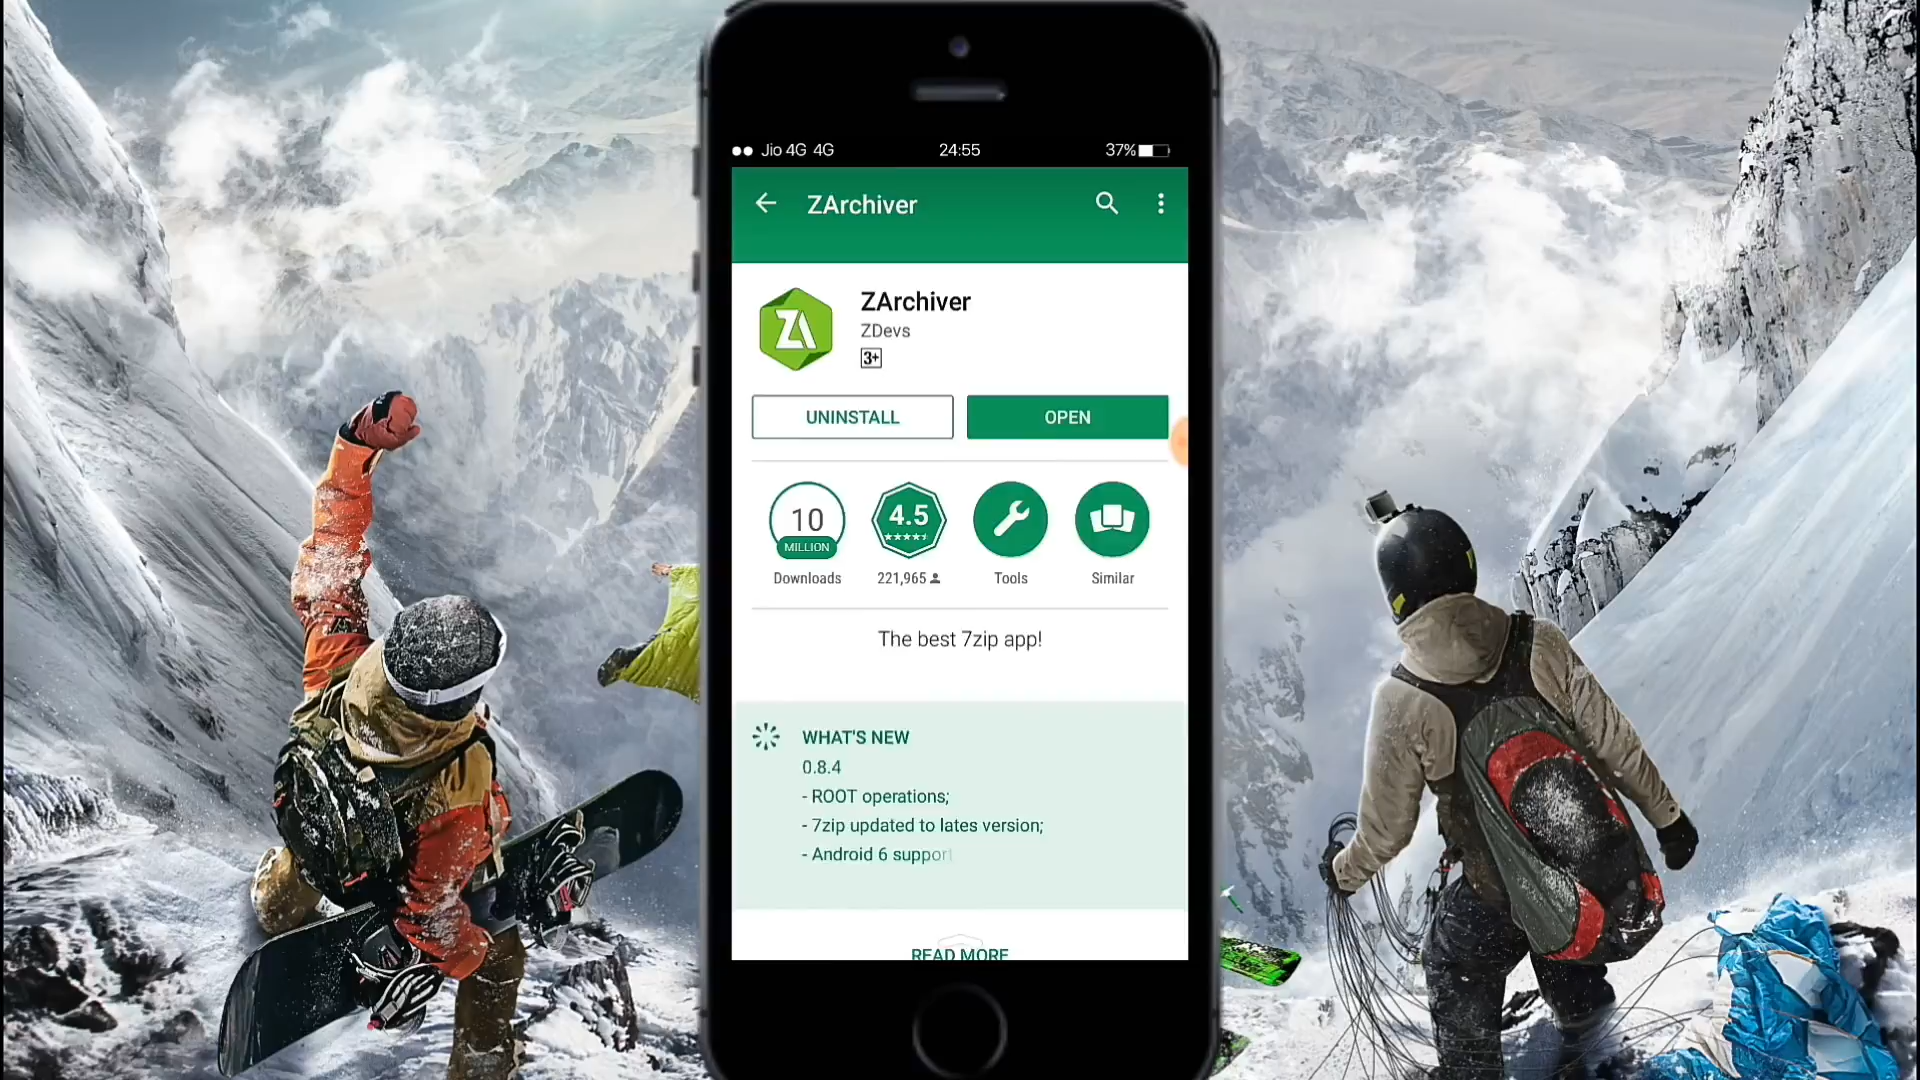 Jio 4G 4G 24:55 37%
ZArchiver
ZA
ZArchiver
ZDevs
3+
UNINSTALL OPEN
10 MILLION Downloads
4.5 221,965
Tools
Similar
The best 7zip app!
WHAT'S NEW
0.8.4
- ROOT operations;
- 7zip updated to lates version;
- Android 6 support
READ MORE